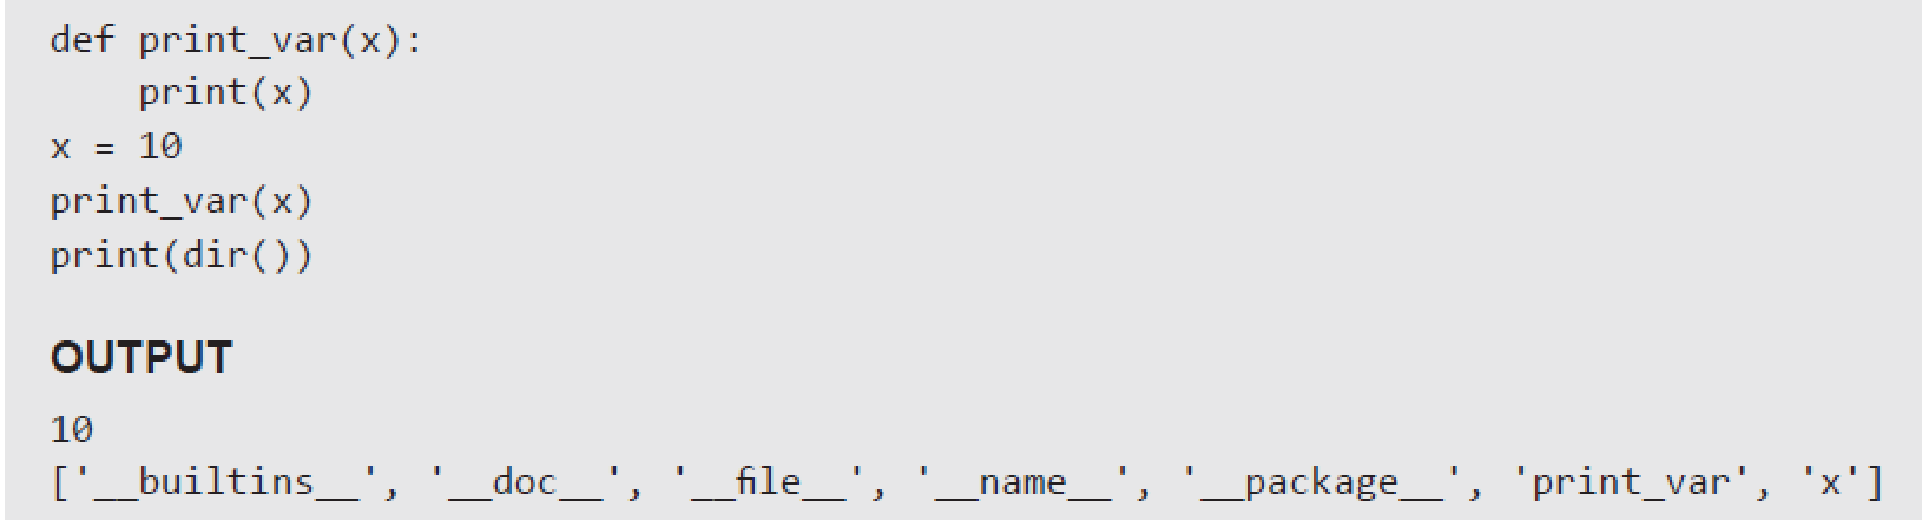 def print_var(x):
    print(x)
x = 10
print_var(x)
print(dir())
OUTPUT
10
['__builtins__', '__doc__', '__file__', '__name__', '__package__', 'print_var', 'x']